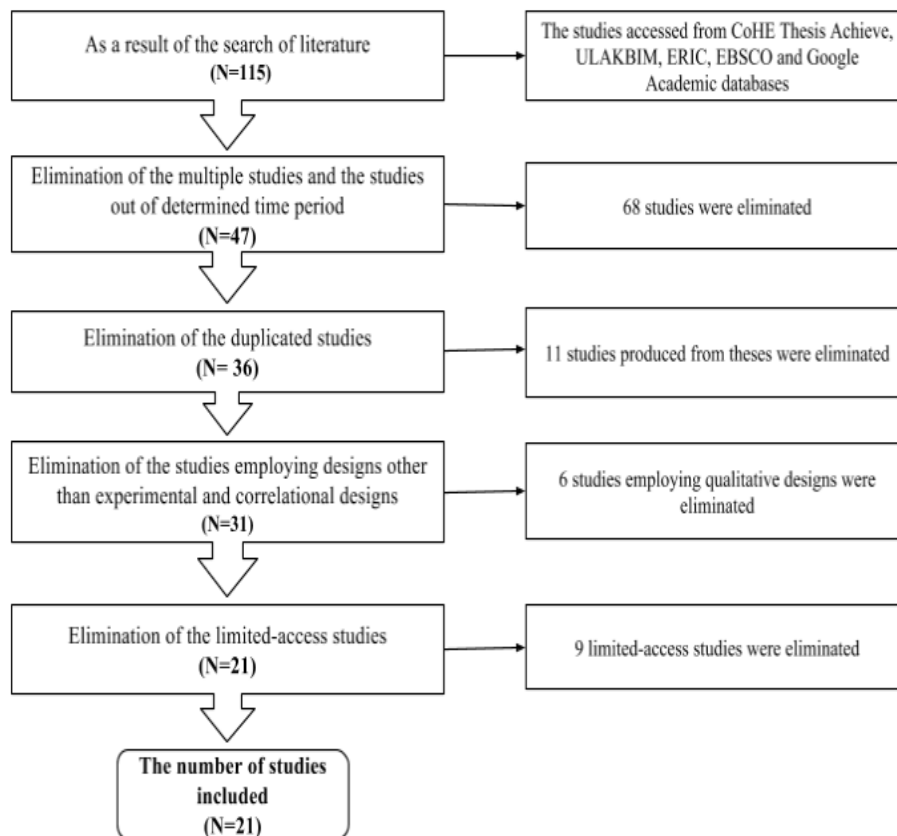 As a result of the search of literature
(N=115)
The studies accessed from CoHE Thesis Achieve,
ULAKBIM, ERIC, EBSCO and Google
Academic databases
Elimination of the multiple studies and the studies
out of determined time period
(N=47)
68 studies were eliminated
Elimination of the duplicated studies
(N= 36)
11 studies produced from theses were eliminated
Elimination of the studies employing designs other
than experimental and correlational designs
(N=31)
6 studies employing qualitative designs were
eliminated
Elimination of the limited-access studies
(N=21)
9 limited-access studies were eliminated
The number of studies
included
(N=21)